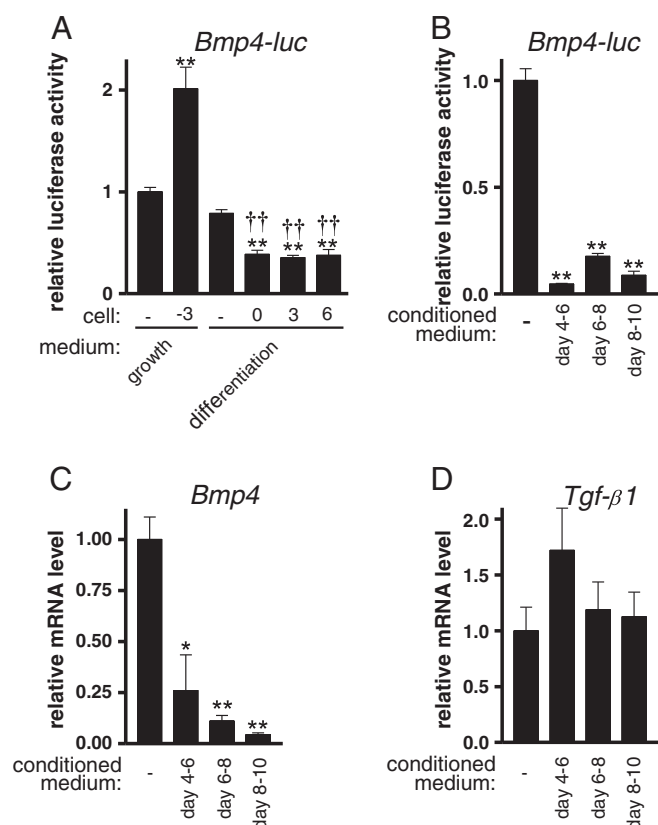 A
Bmp4-luc
relative luciferase activity
2
1
0
**
††
**
††
**
††
**
cell: - -3 - 0 3 6
medium:
growth
differentiation
B
Bmp4-luc
relative luciferase activity
1.0
0.5
0.0
**
**
**
conditioned
medium:
-
day 4-6
day 6-8
day 8-10
C
Bmp4
relative mRNA level
1.00
0.75
0.50
0.25
0.00
*
**
**
conditioned
medium:
-
day 4-6
day 6-8
day 8-10
D
Tgf-β1
relative mRNA level
2.0
1.5
1.0
0.5
0.0
conditioned
medium:
-
day 4-6
day 6-8
day 8-10